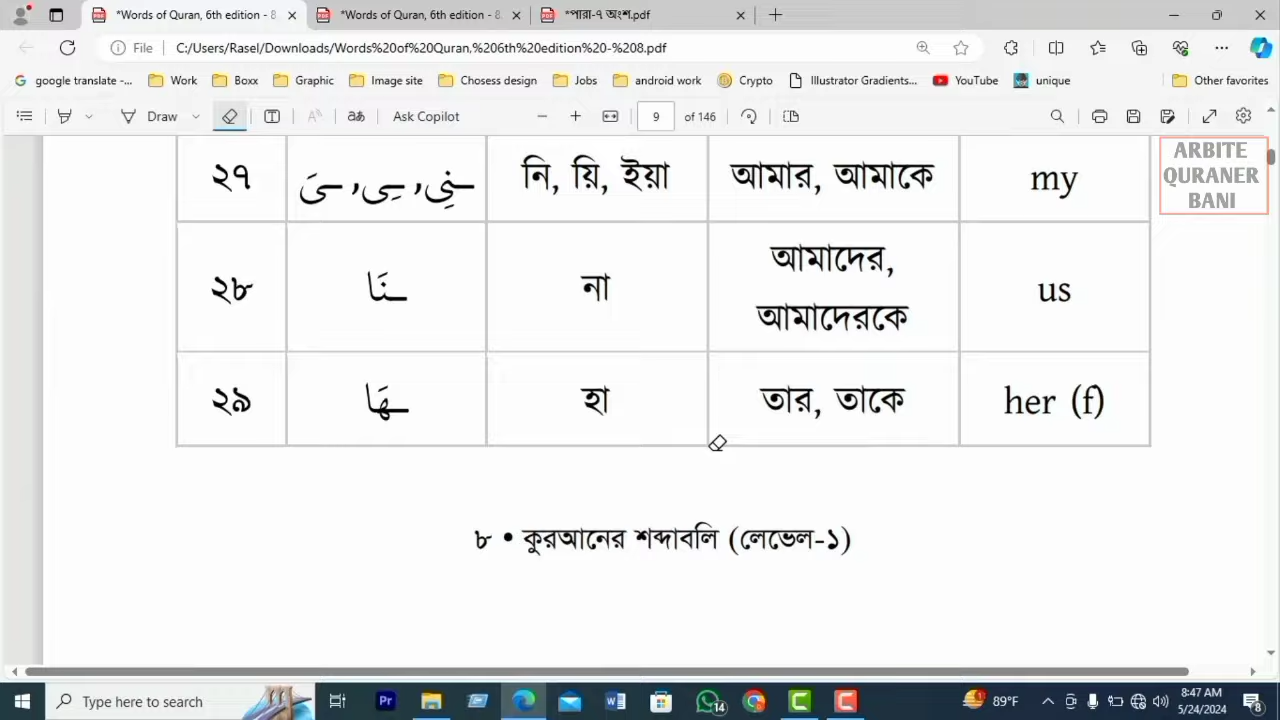 *Words of Quran, 6th edition - 8
*Words of Quran, 6th edition - 8
*পারা-৭ অংশ.pdf
File
C:/Users/Rasel/Downloads/Words%20of%20Quran,%206th%20edition%20-%208.pdf
google translate -...
Work
Boxx
Graphic
Image site
Chosess design
Jobs
android work
Crypto
Illustrator Gradients...
YouTube
unique
Other favorites
Draw
Ask Copilot
9 of 146
ARBITE
QURANER
BANI
২৭ ـنِي، ـِي، ـيَ নি, য়ি, ইয়া আমার, আমাকে my
২৮ ـنَا না আমাদের, আমাদেরকে us
২৯ ـهَا হা তার, তাকে her (f)
৮ • কুরআনের শব্দাবলি (লেভেল-১)
Type here to search
Pr
14
1
89°F
8:47 AM
5/24/2024
8